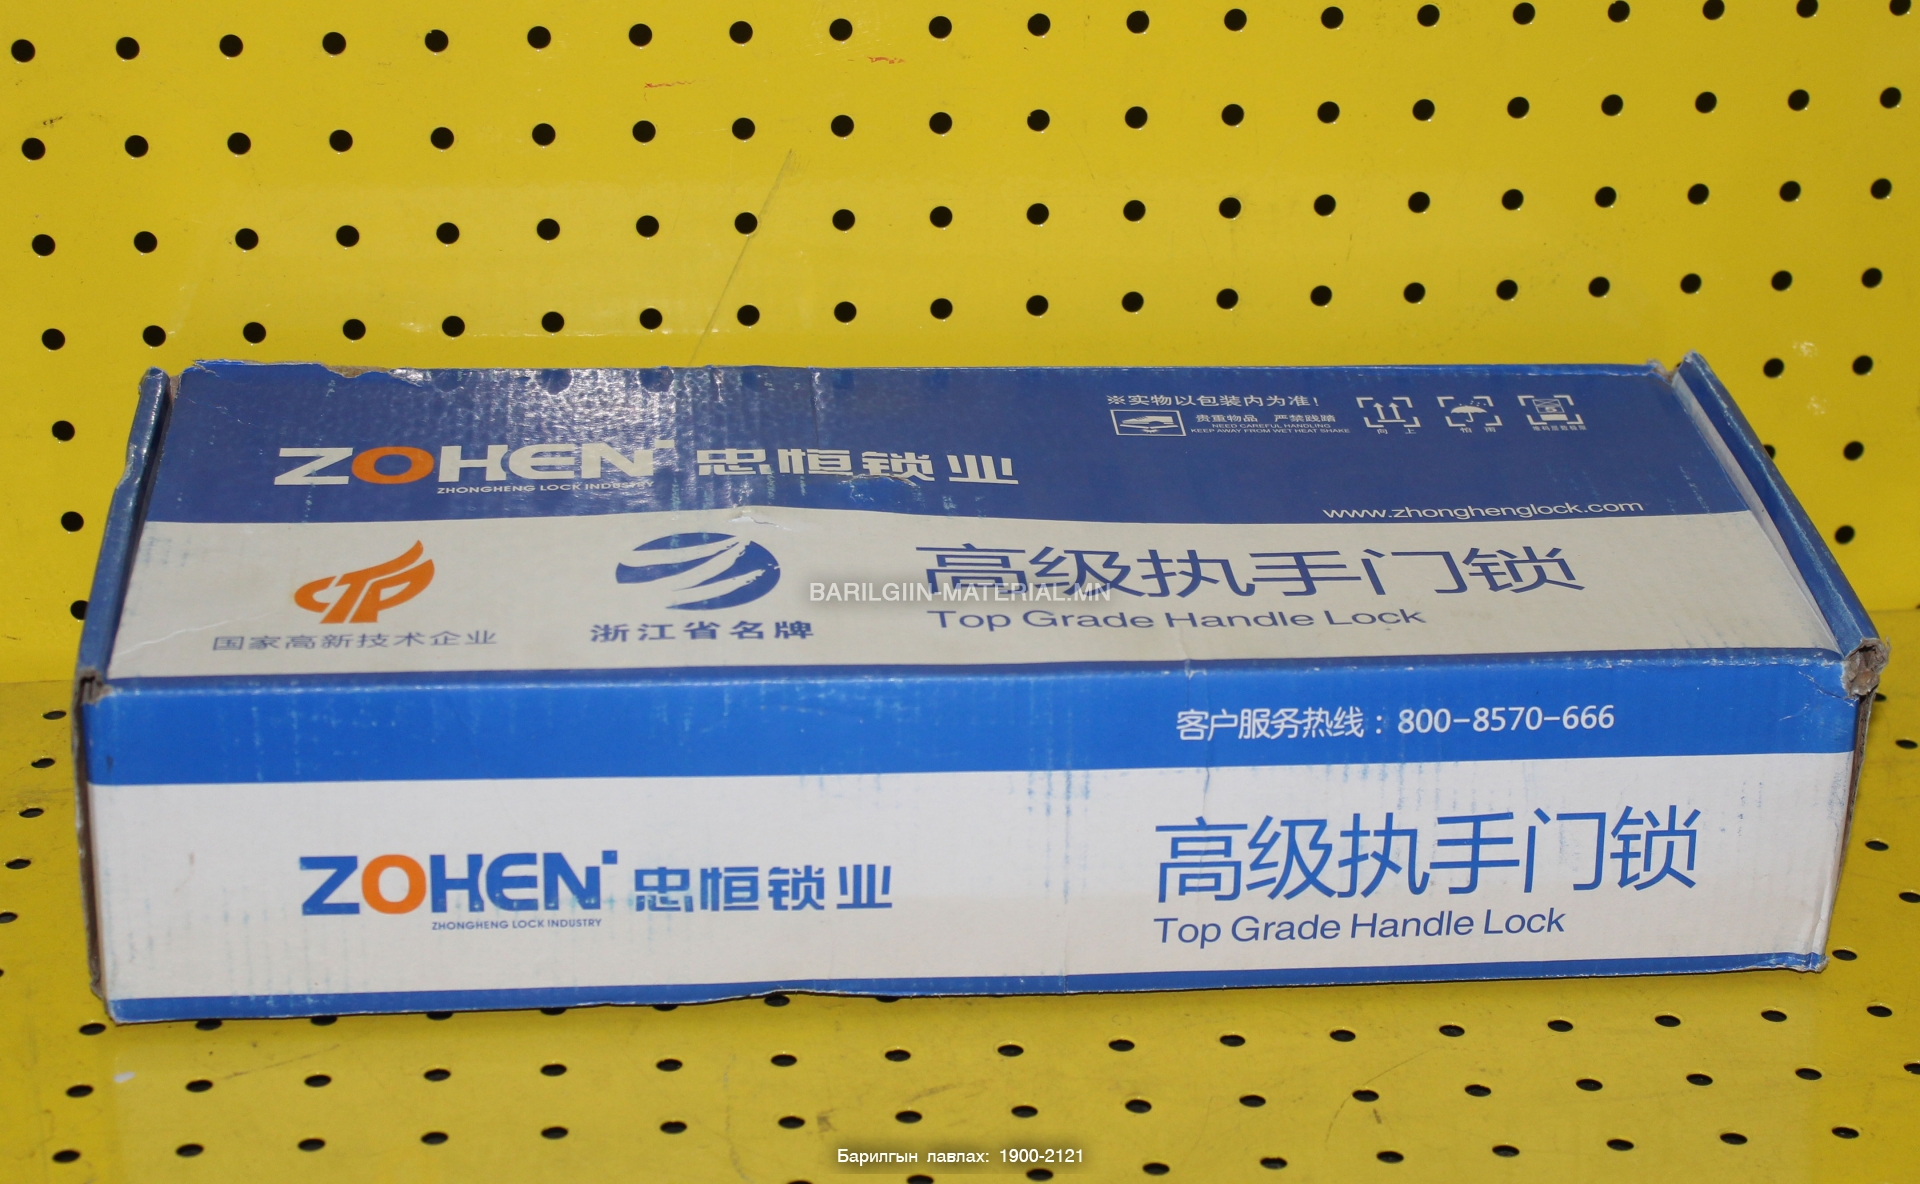 ※实物以包装内为准!
贵重物品 严禁践踏
NEED CAREFUL HANDLING
KEEP AWAY FROM WET HEAT SHAKE
向上
怕雨
ZOHEN 忠恒锁业
ZHONGHENG LOCK INDUSTRY
www.zhonghenglock.com
CTP
国家高新技术企业
浙江省名牌
高级执手门锁
BARILGIIN-MATERIAL.MN
Top Grade Handle Lock
客户服务热线：800-8570-666
ZOHEN 忠恒锁业
ZHONGHENG LOCK INDUSTRY
高级执手门锁
Top Grade Handle Lock
Барилгын лавлах: 1900-2121